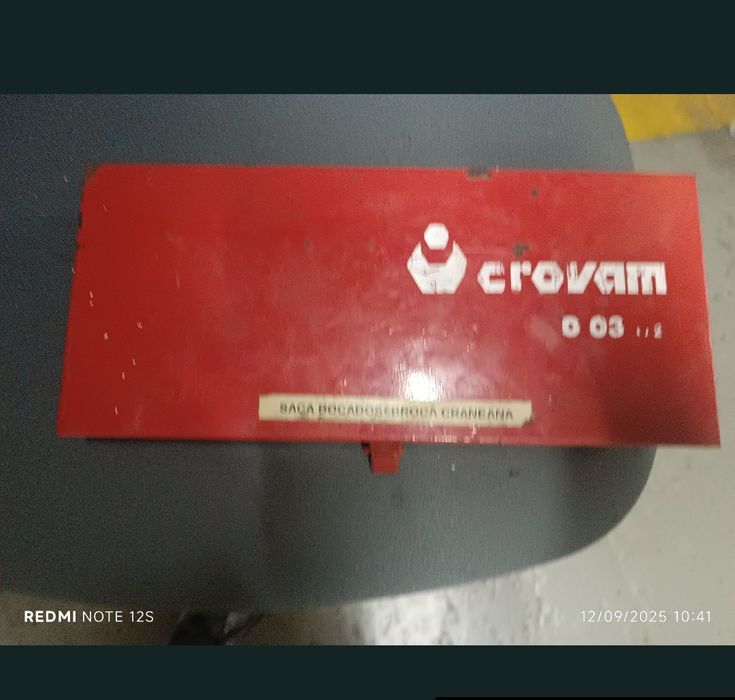 crovam
D 03 1/2
SACA BOCADOS&BROCA CRANEANA
REDMI NOTE 12S
12/09/2025 10:41